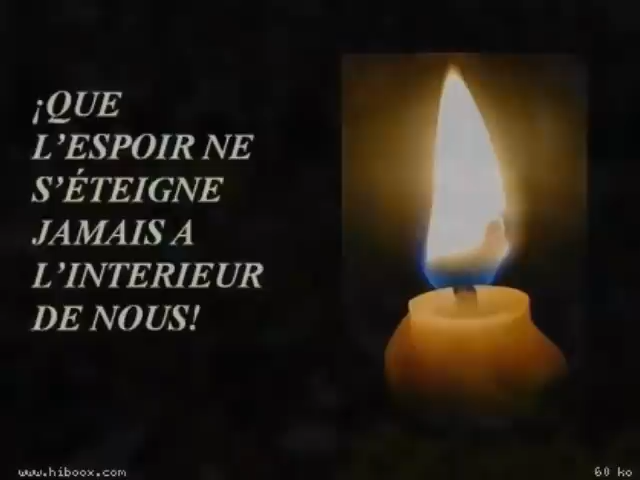 ¡QUE
L’ESPOIR NE
S’ÉTEIGNE
JAMAIS A
L’INTERIEUR
DE NOUS!
www.hiboox.com
60 ko